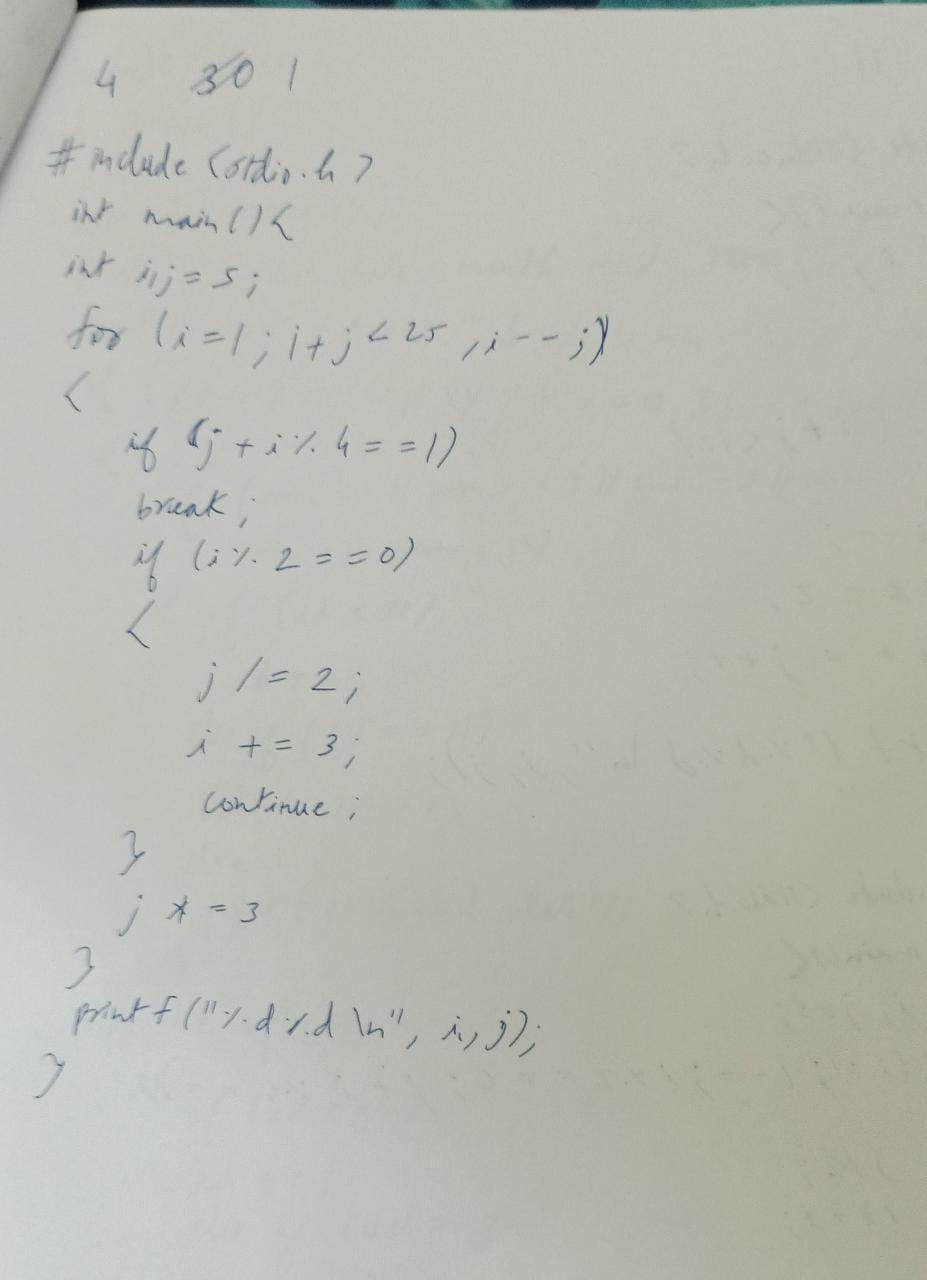 4 30 1
#include <stdio.h>
int main(){
int i,j=5;
for (i=1; i+j<25 ,i--;)
{
if (j+i%4==1)
break;
if (i%2==0)
{
j/=2;
i +=3;
continue;
}
j *=3
}
printf("%d%d\n", i,j);
}